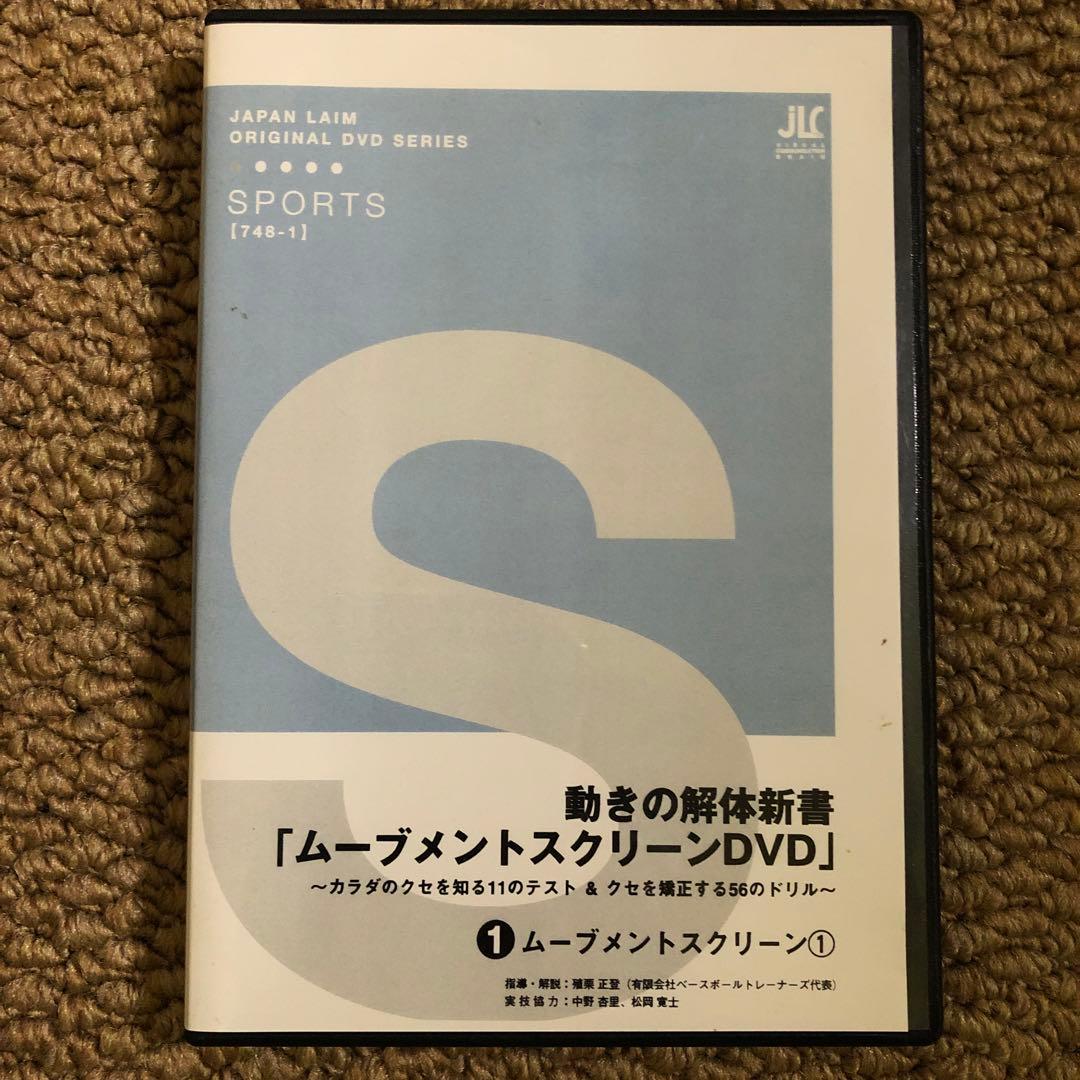 JAPAN LAIM
ORIGINAL DVD SERIES
SPORTS
【748-1】
JLC
VISUAL
COMMUNICATION
BRAIN
S
動きの解体新書
「ムーブメントスクリーンDVD」
～カラダのクセを知る11のテスト & クセを矯正する56のドリル～
❶ムーブメントスクリーン①
指導・解説：殖栗 正登（有限会社ベースボールトレーナーズ代表）
実技協力：中野 杏里、松岡 寛士